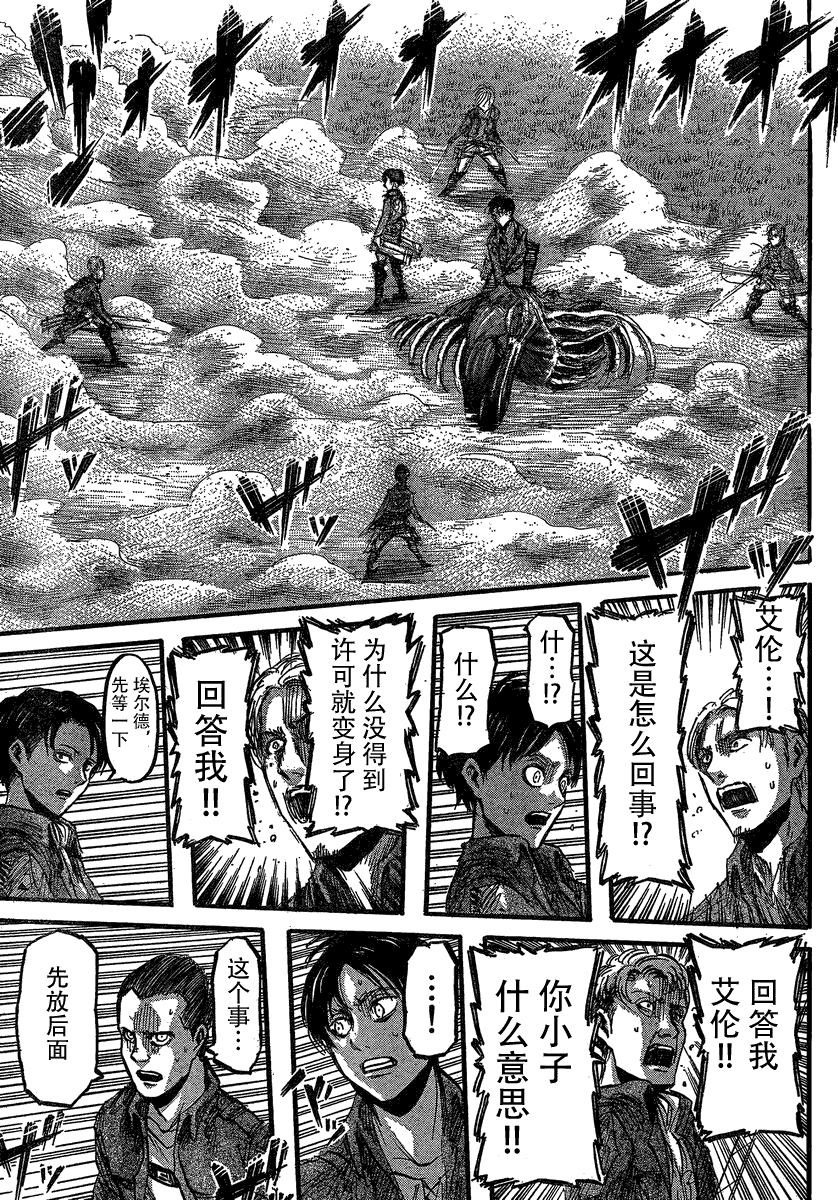 艾伦…!
这是怎么回事!?
什…!?
什么!?
为什么没得到
许可就变身了!?
回答我!!
埃尔德,
先等一下
回答我
艾伦!!
你小子
什么意思!!
…!
这个事…
先放后面